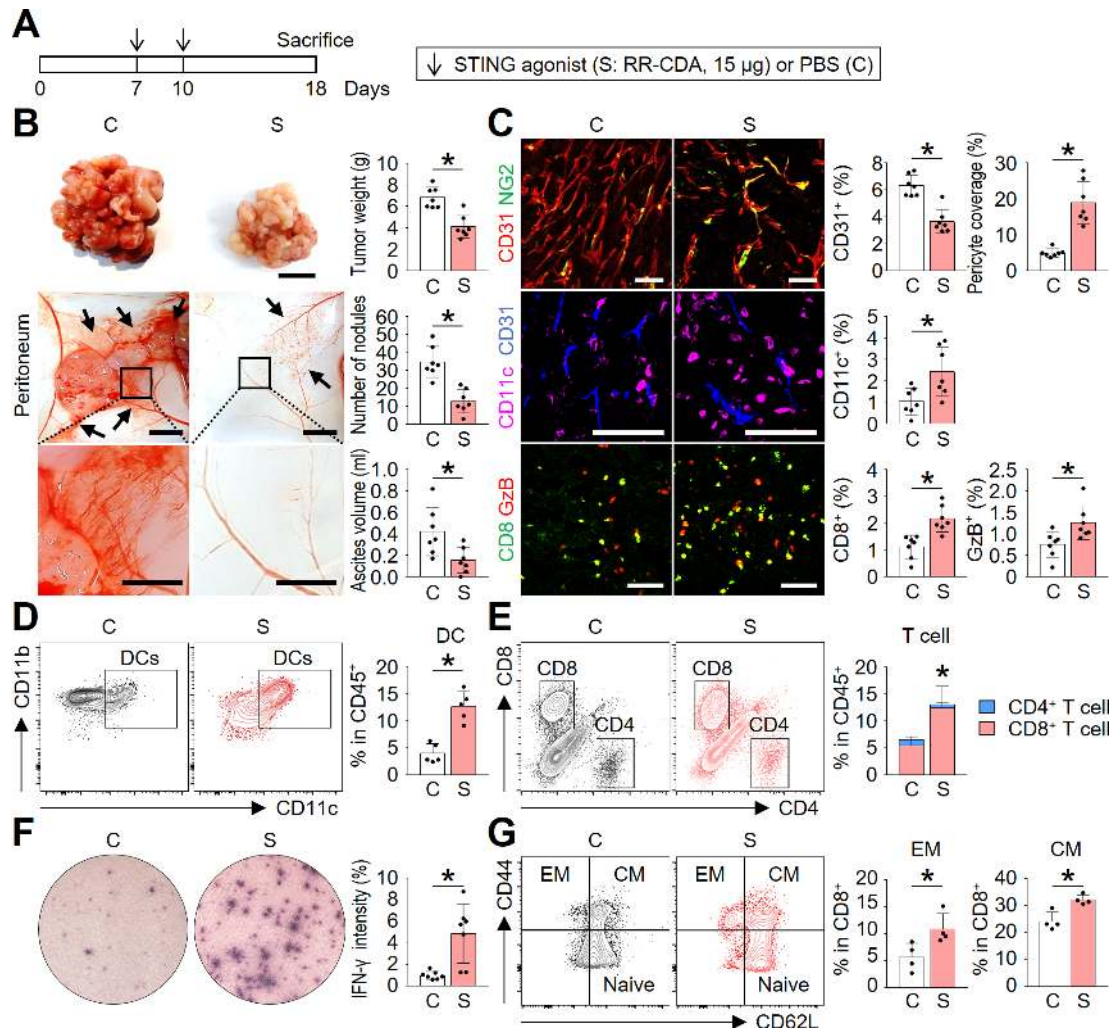 A
Sacrifice
0
7
10
18
Days
STING agonist (S: RR-CDA, 15 µg) or PBS (C)
B
C
S
Tumor weight (g)
10
8
6
4
2
0
*
C
S
Peritoneum
Number of nodules
60
50
40
30
20
10
0
*
C
S
Ascites volume (ml)
1.0
0.8
0.6
0.4
0.2
0.0
*
C
S
C
C
S
CD31 NG2
CD31⁺ (%)
8
6
4
2
0
*
C
S
Pericyte coverage (%)
30
20
10
0
*
C
S
CD11c CD31
CD11c⁺ (%)
5
4
3
2
1
0
*
C
S
CD8 GzB
CD8⁺ (%)
4
3
2
1
0
*
C
S
GzB⁺ (%)
2.5
2.0
1.5
1.0
0.5
0.0
*
C
S
D
C
S
CD11b
DCs
DCs
CD11c
DC
% in CD45⁺
20
15
10
5
0
*
C
S
E
C
S
CD8
CD8
CD4
CD8
CD4
CD4
T cell
% in CD45⁺
20
15
10
5
0
*
C
S
CD4⁺ T cell
CD8⁺ T cell
F
C
S
IFN-γ intensity (%)
10
8
6
4
2
0
*
C
S
G
C
S
CD44
EM
CM
Naive
EM
CM
Naive
CD62L
EM
% in CD8⁺
20
15
10
5
0
*
C
S
CM
% in CD8⁺
40
30
20
10
0
*
C
S